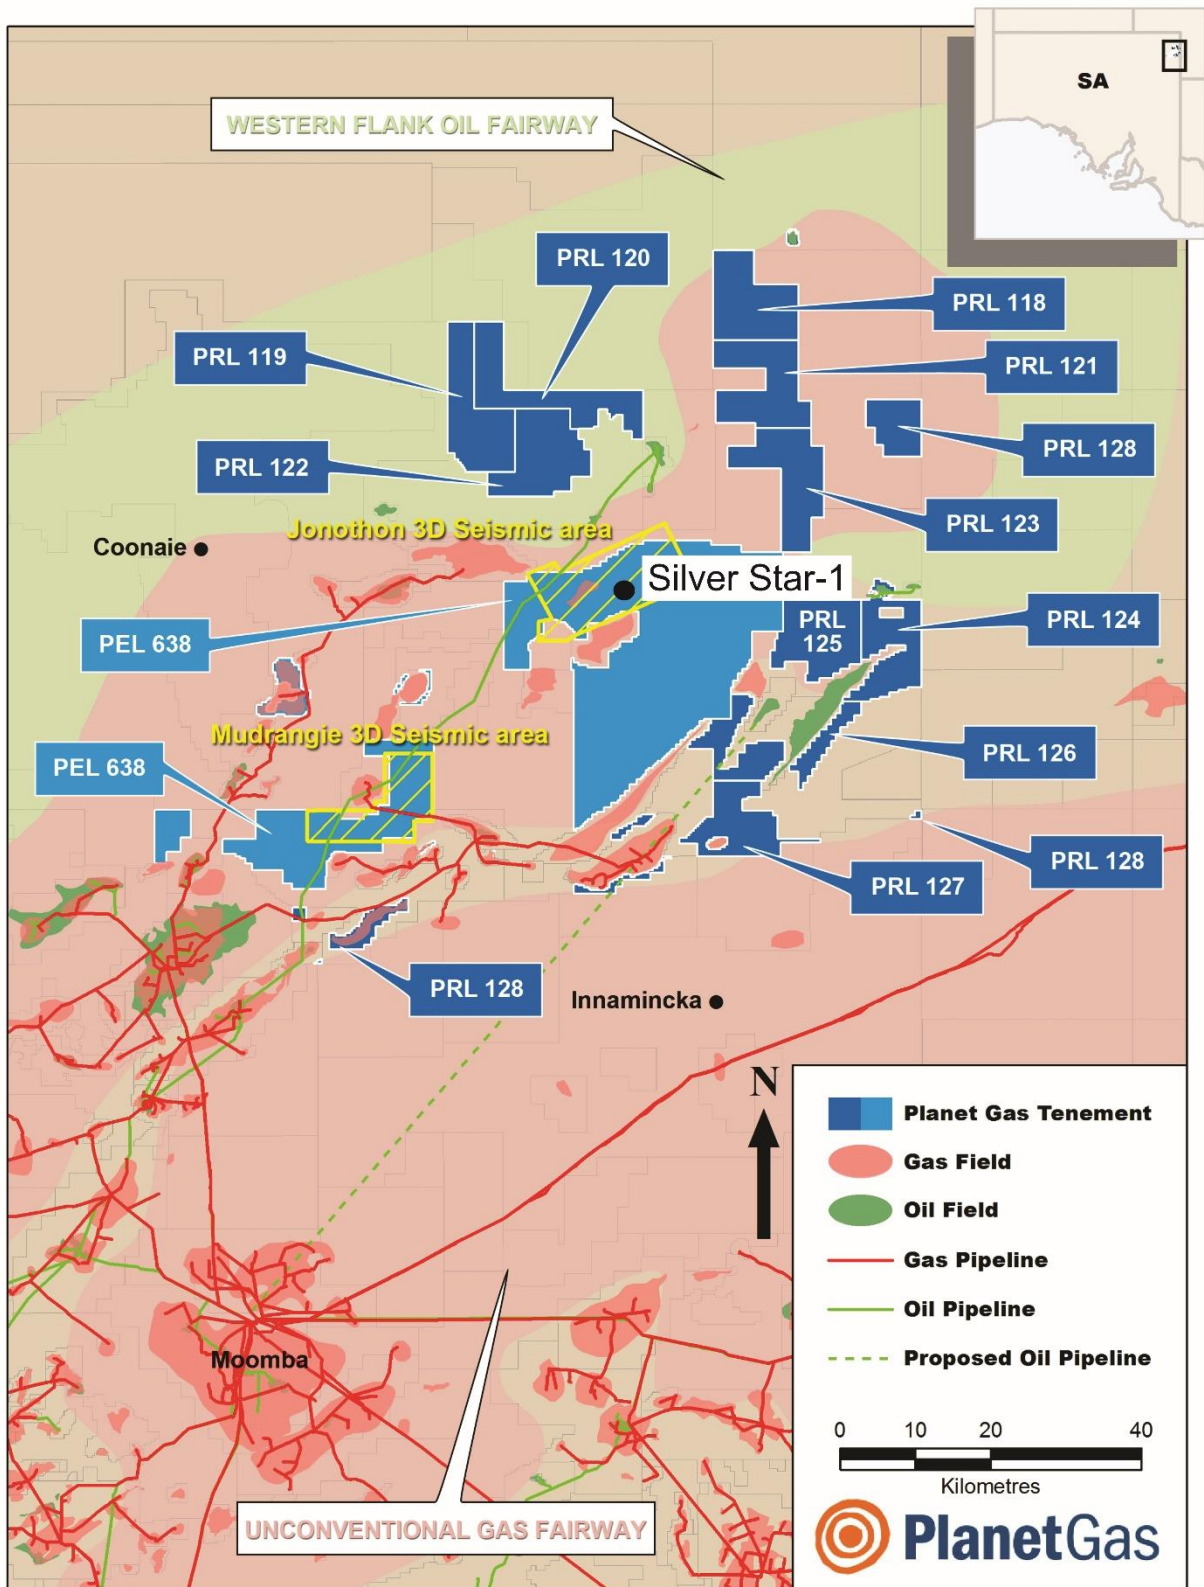 SA
WESTERN FLANK OIL FAIRWAY
PRL 120
PRL 118
PRL 119
PRL 121
PRL 122
PRL 128
PRL 123
Jonothon 3D Seismic area
Coonaie
Silver Star-1
PEL 638
PRL
125
PRL 124
Mudrangie 3D Seismic area
PRL 126
PEL 638
PRL 128
PRL 127
PRL 128
Innamincka
N
Planet Gas Tenement
Gas Field
Oil Field
Gas Pipeline
Oil Pipeline
Proposed Oil Pipeline
Moomba
0 10 20 40
Kilometres
UNCONVENTIONAL GAS FAIRWAY
PlanetGas